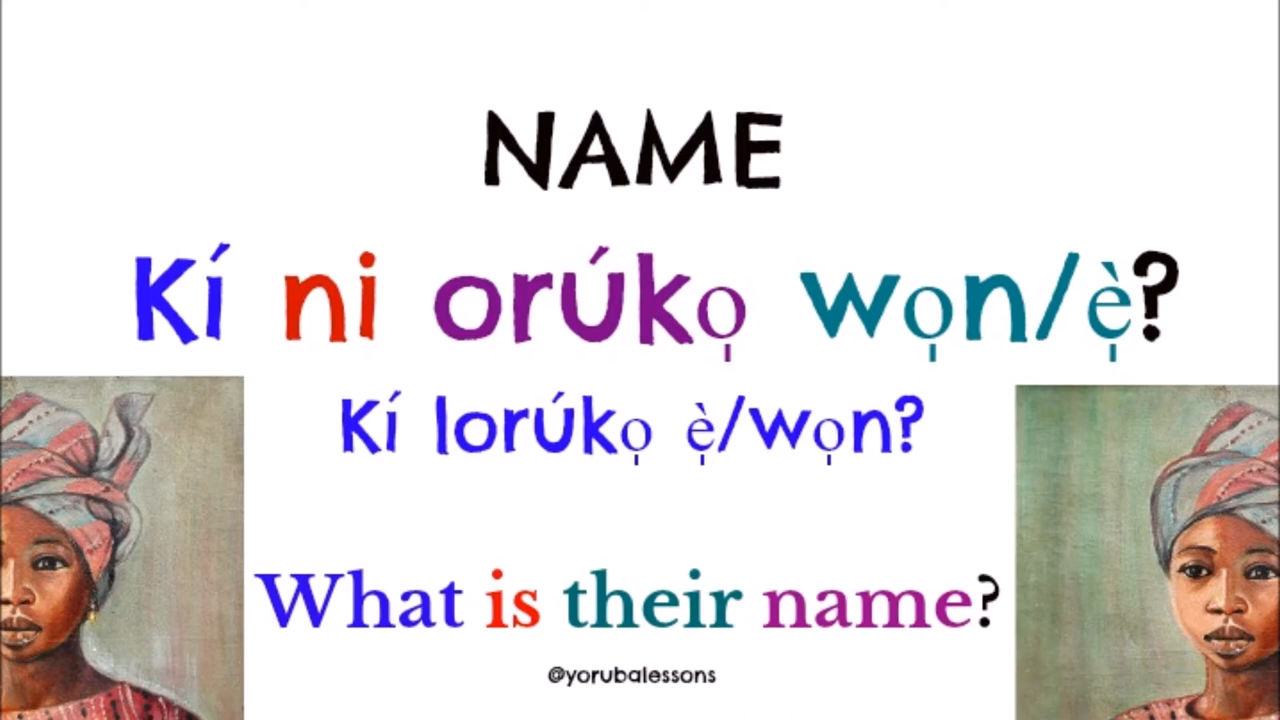 NAME
Kí ni orúkọ wọn/ẹ̀?
Kí lorúkọ ẹ̀/wọn?
What is their name?
@yorubalessons